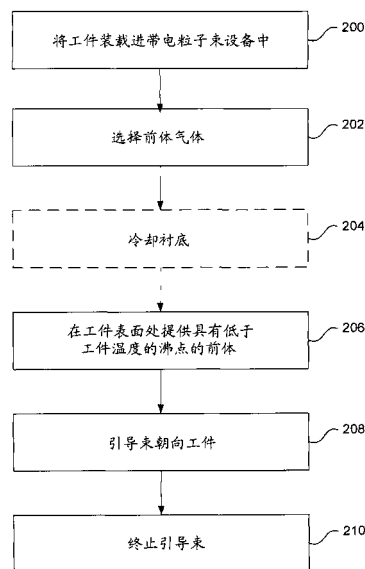 将工件装载进带电粒子束设备中
200
选择前体气体
202
冷却衬底
204
在工件表面处提供具有低于
工件温度的沸点的前体
206
引导束朝向工件
208
终止引导束
210